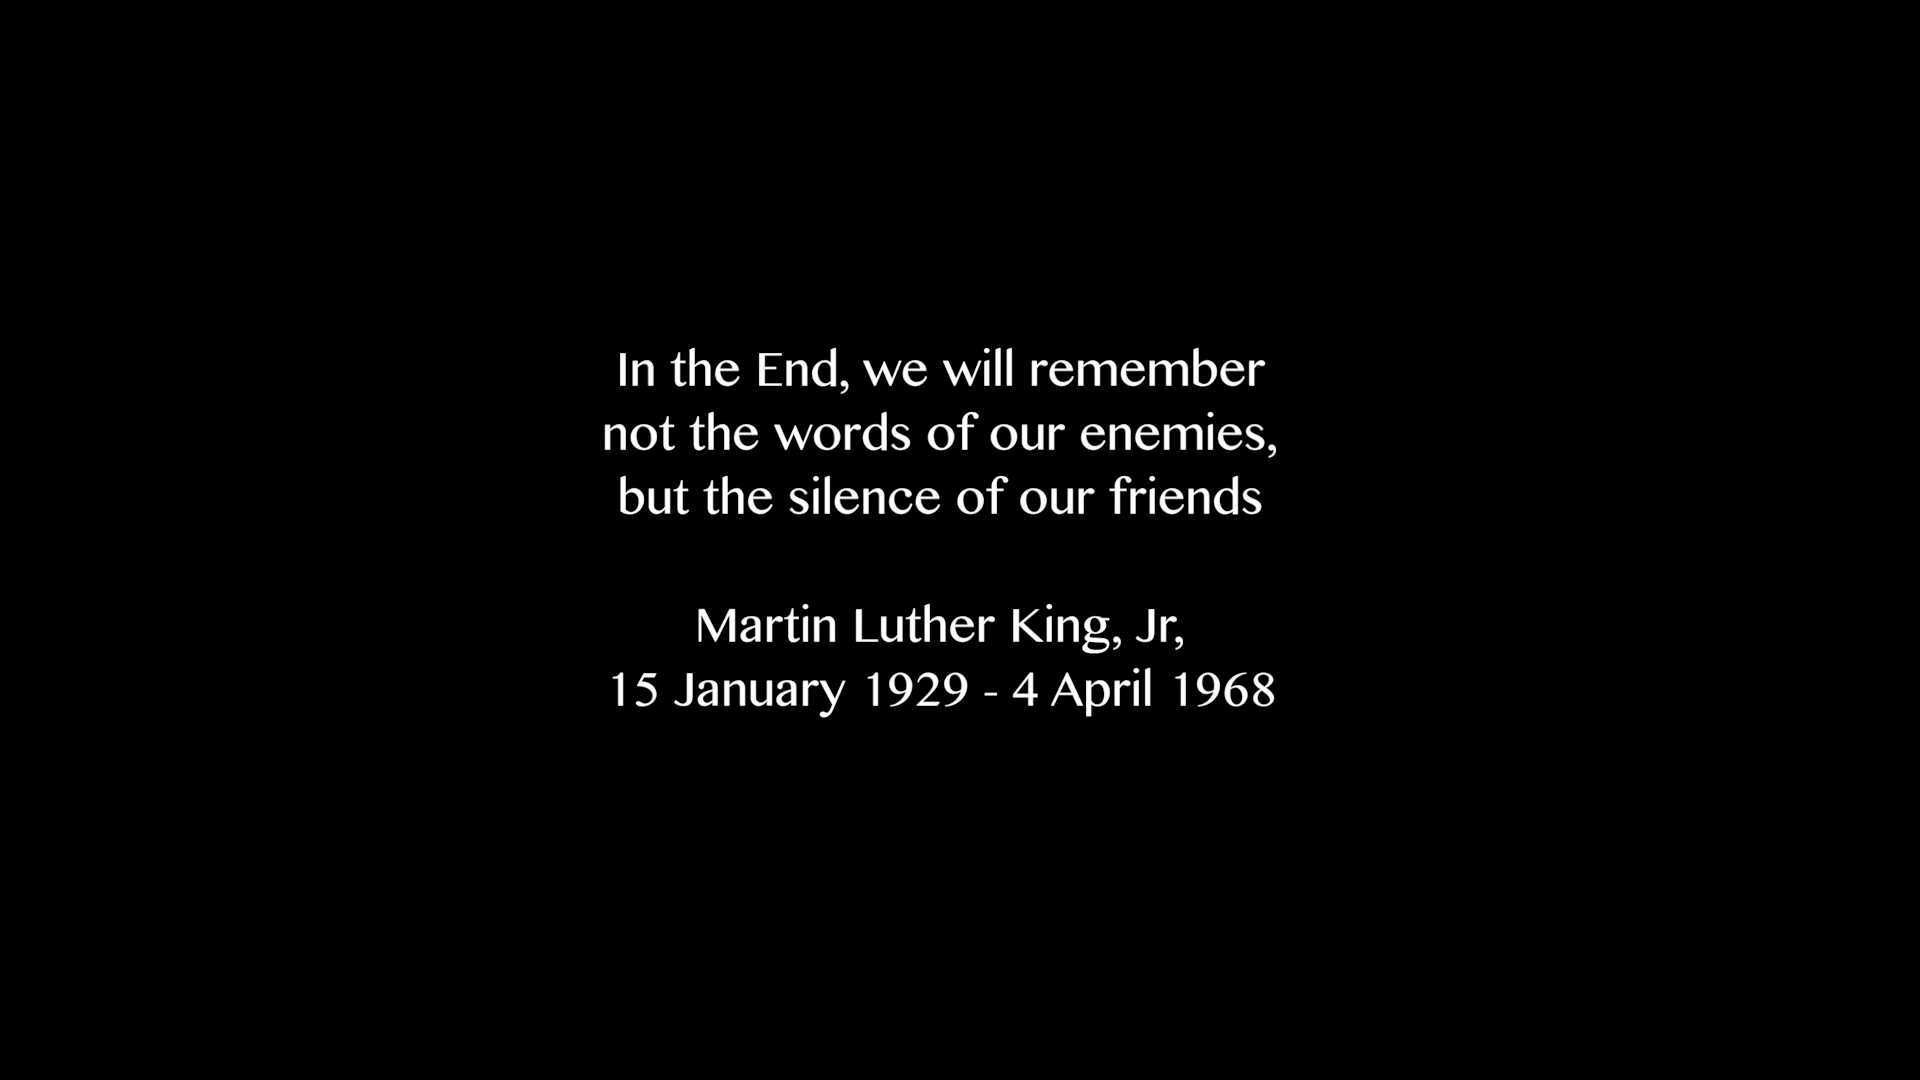 In the End, we will remember
not the words of our enemies,
but the silence of our friends
Martin Luther King, Jr,
15 January 1929 - 4 April 1968